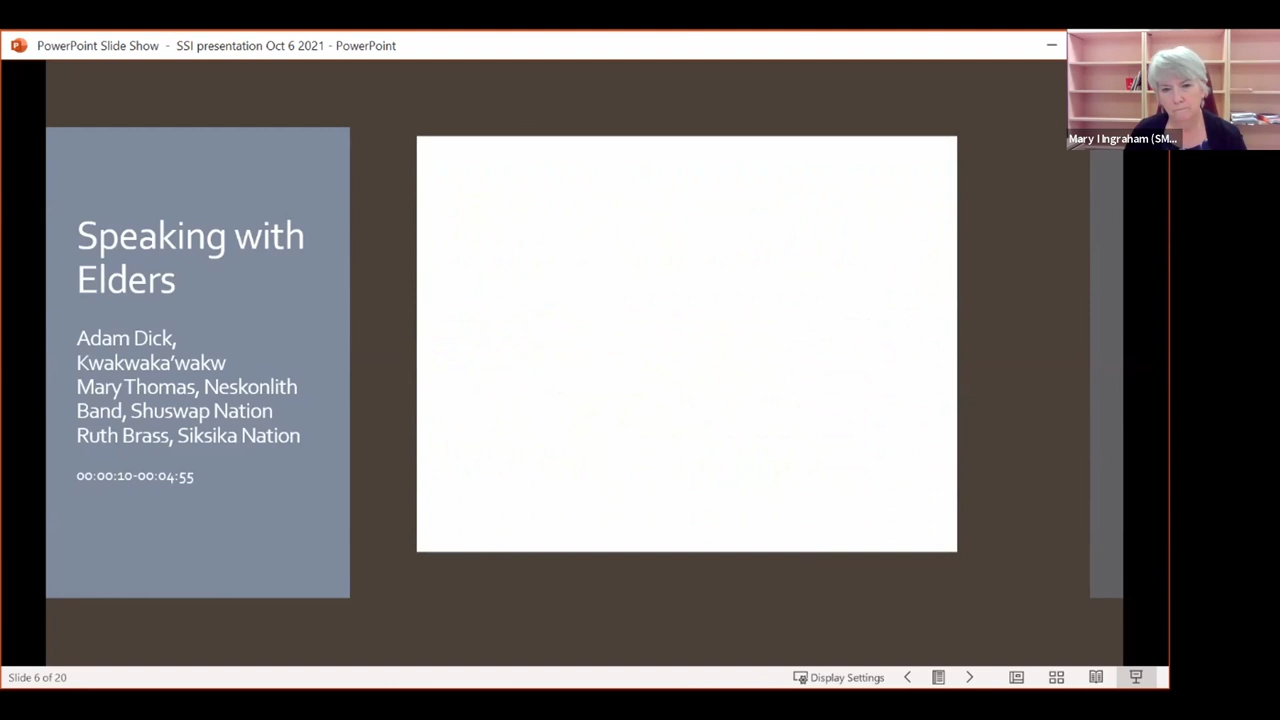 PowerPoint Slide Show - SSI presentation Oct 6 2021 - PowerPoint
Mary I Ingraham (SM...
Speaking with
Elders
Adam Dick,
Kwakwaka’wakw
Mary Thomas, Neskonlith
Band, Shuswap Nation
Ruth Brass, Siksika Nation
00:00:10-00:04:55
Slide 6 of 20
Display Settings